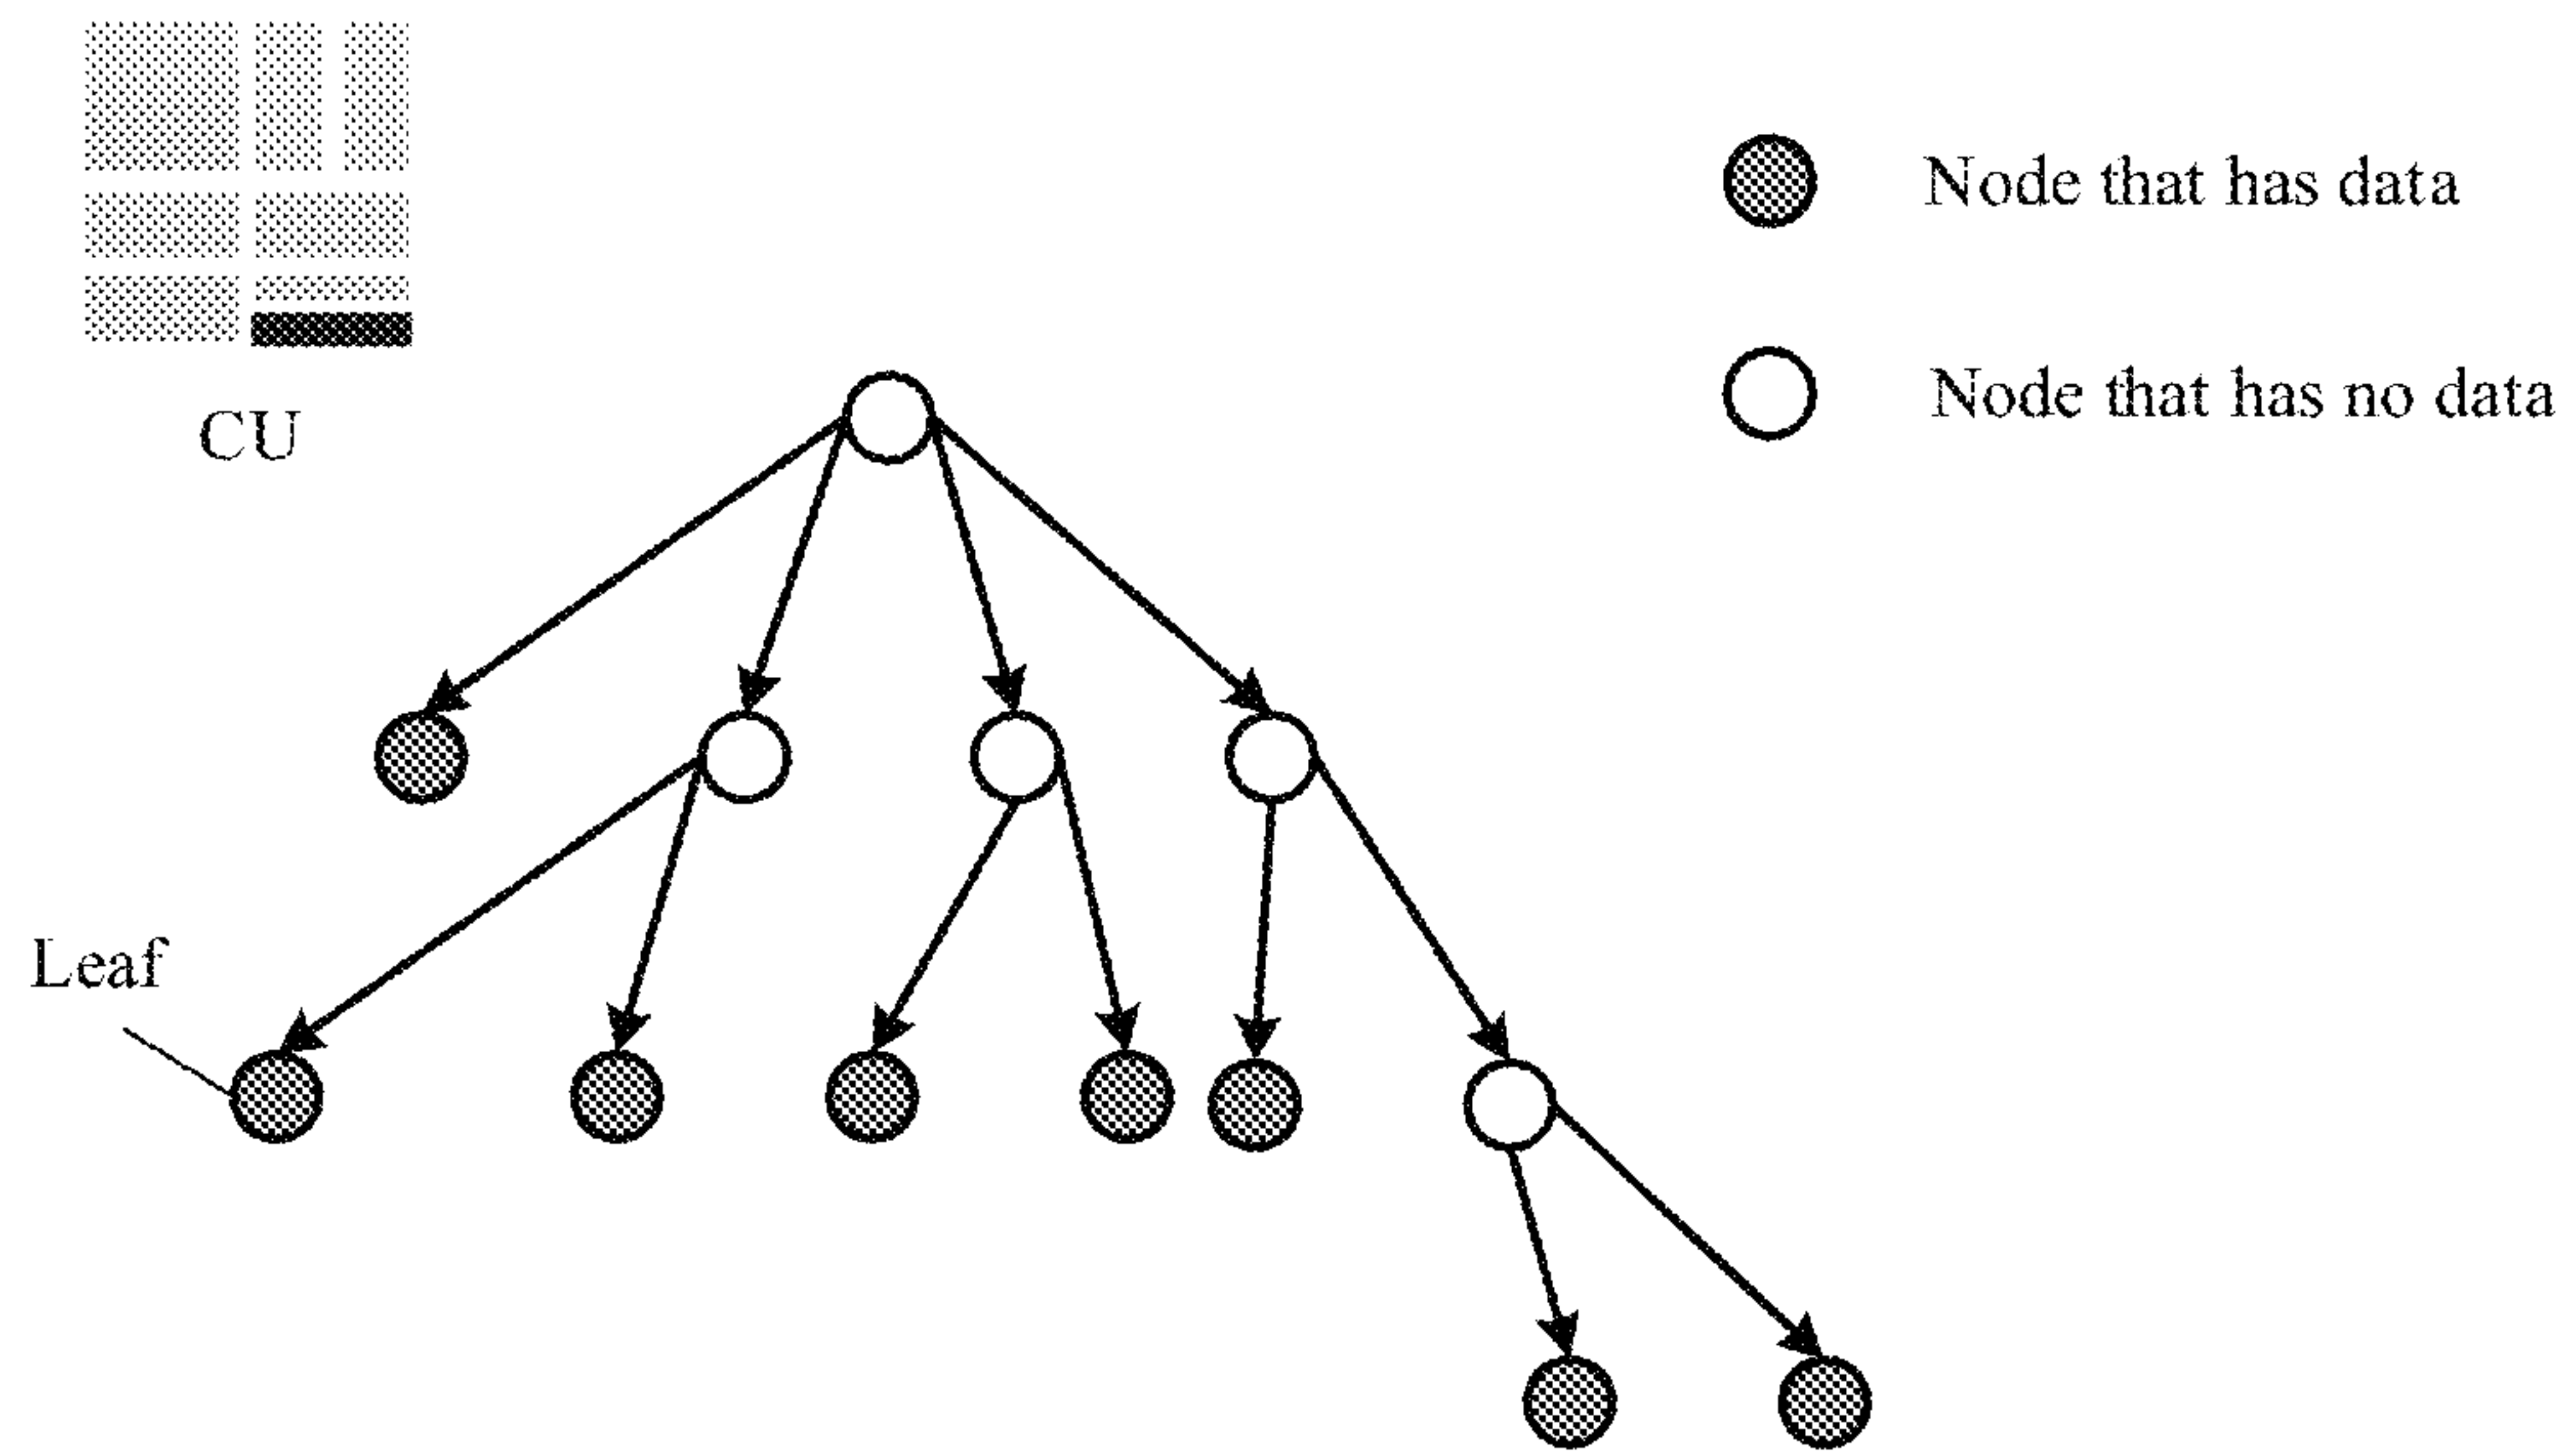 Node that has data
Node that has no data
CU
Leaf